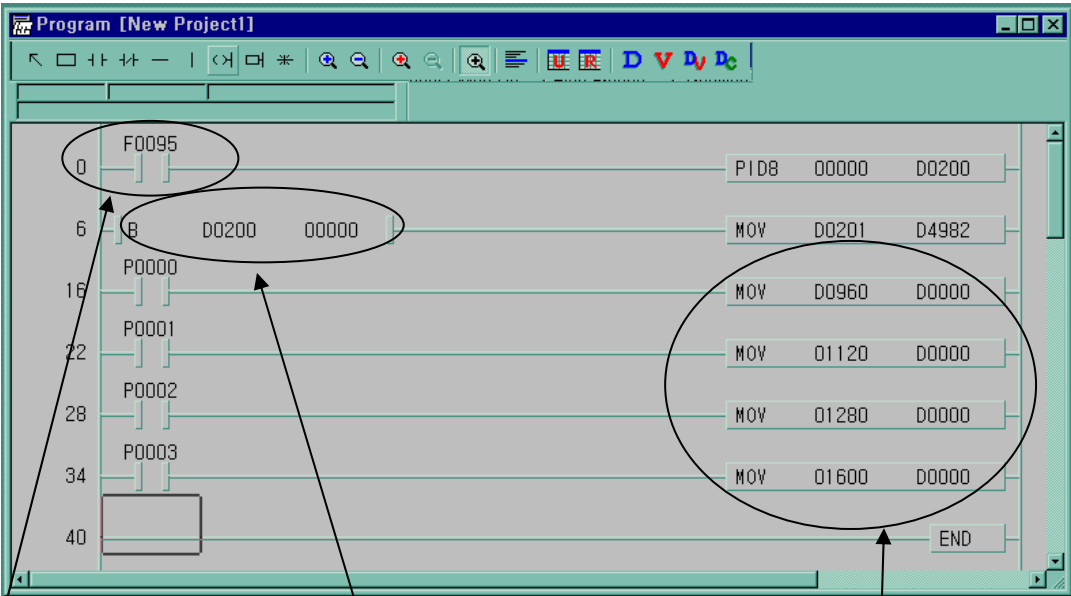 Program [New Project1]
U R D V DV DC
F0095
0 PID8 00000 D0200
6 B D0200 00000 MOV D0201 D4982
P0000
16 MOV D0960 D0000
P0001
22 MOV 01120 D0000
P0002
28 MOV 01280 D0000
P0003
34 MOV 01600 D0000
40 END